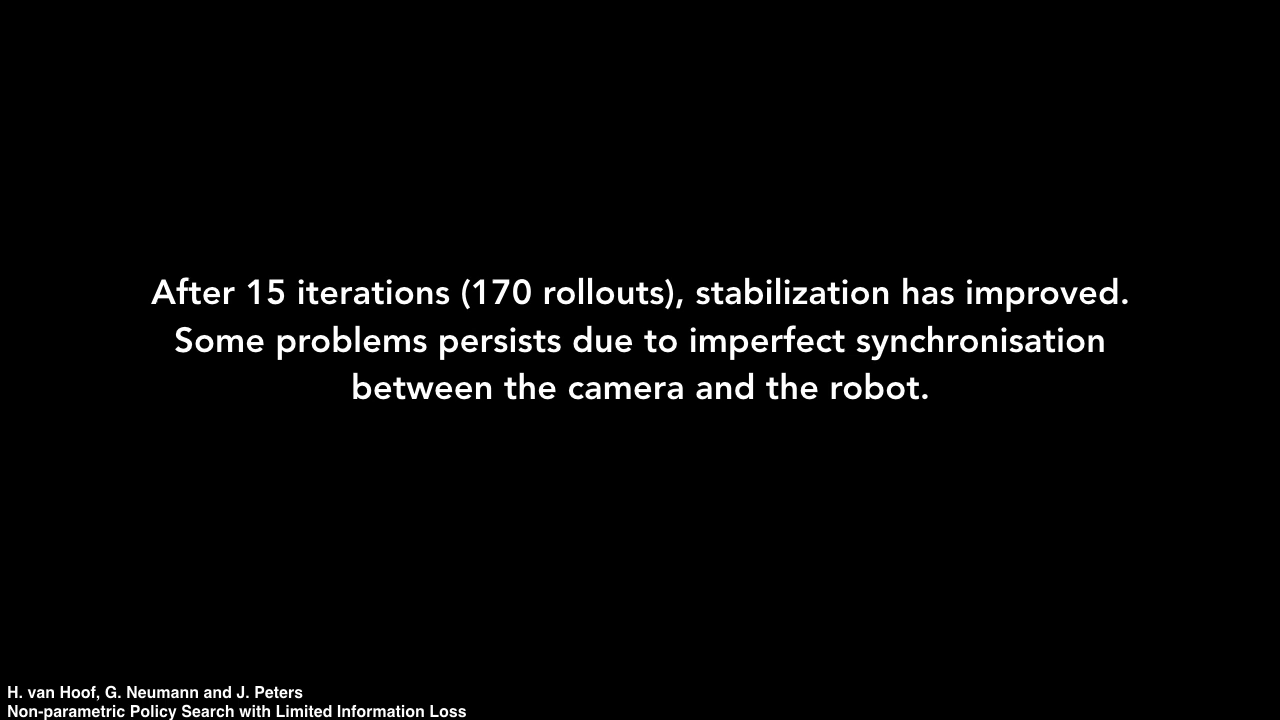 After 15 iterations (170 rollouts), stabilization has improved.
Some problems persists due to imperfect synchronisation
between the camera and the robot.
H. van Hoof, G. Neumann and J. Peters
Non-parametric Policy Search with Limited Information Loss